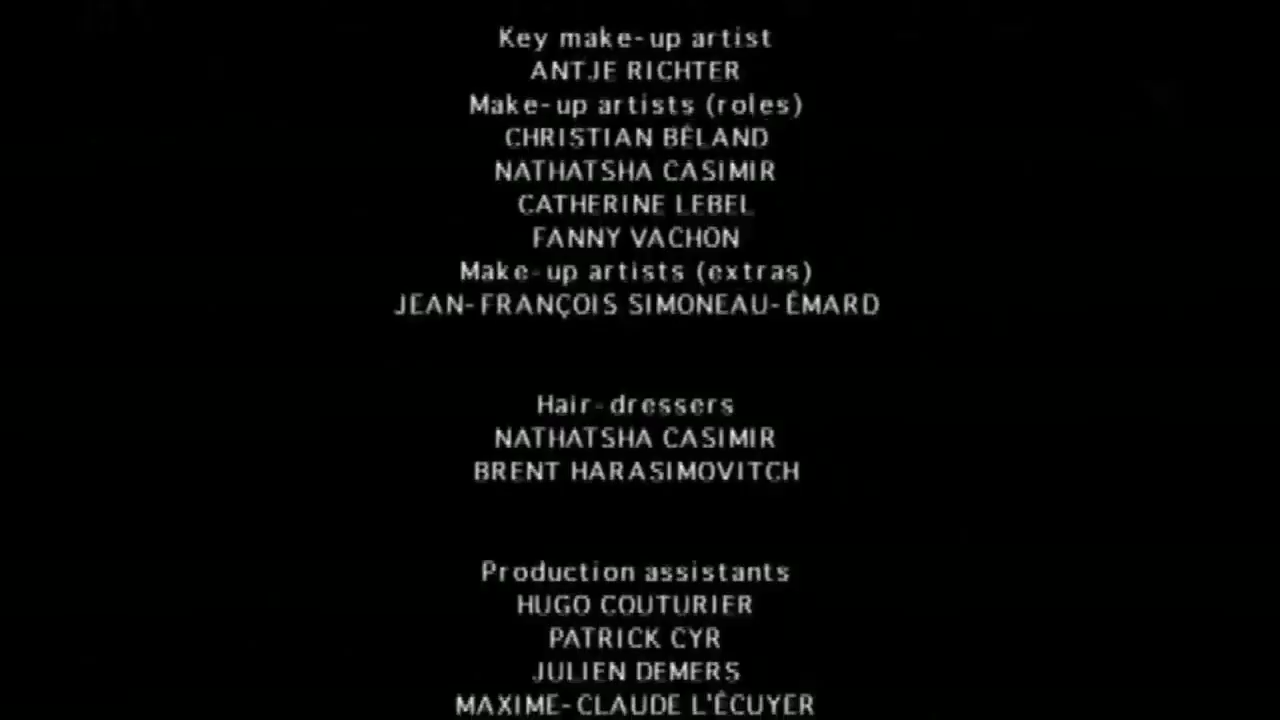 Key make-up artist
ANTJE RICHTER
Make-up artists (roles)
CHRISTIAN BÉLAND
NATHATSHA CASIMIR
CATHERINE LEBEL
FANNY VACHON
Make-up artists (extras)
JEAN-FRANÇOIS SIMONEAU-ÉMARD
Hair-dressers
NATHATSHA CASIMIR
BRENT HARASIMOVITCH
Production assistants
HUGO COUTURIER
PATRICK CYR
JULIEN DEMERS
MAXIME-CLAUDE L'ÉCUYER